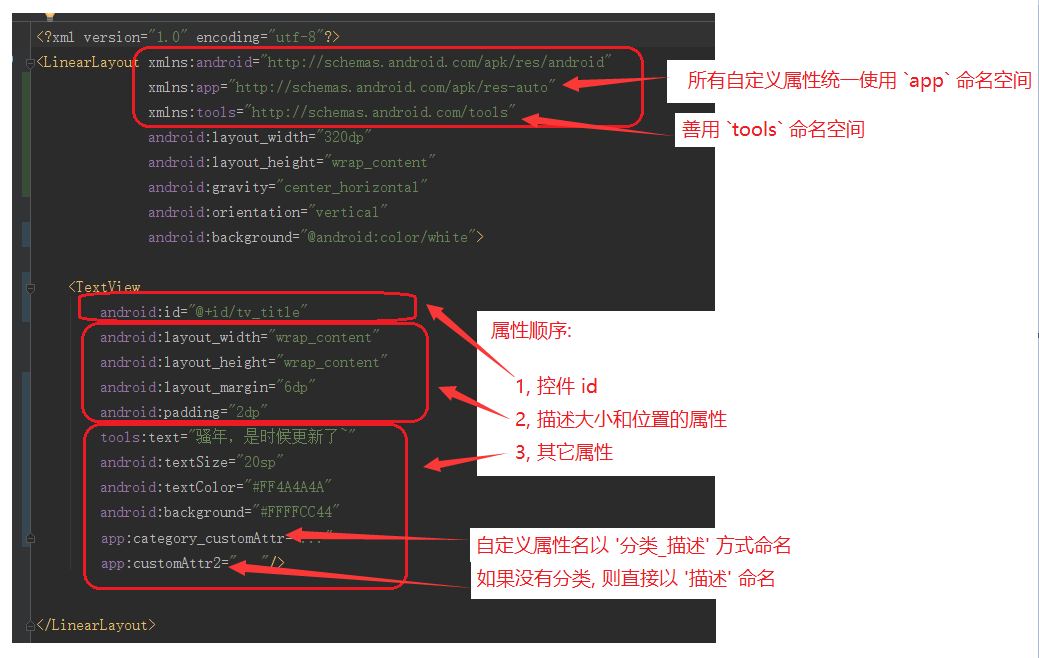 <?xml version="1.0" encoding="utf-8"?>
<LinearLayout xmlns:android="http://schemas.android.com/apk/res/android"
xmlns:app="http://schemas.android.com/apk/res-auto"
所有自定义属性统一使用 `app` 命名空间
xmlns:tools="http://schemas.android.com/tools"
善用 `tools` 命名空间
android:layout_width="320dp"
android:layout_height="wrap_content"
android:gravity="center_horizontal"
android:orientation="vertical"
android:background="@android:color/white">
<TextView
android:id="@+id/tv_title"
android:layout_width="wrap_content"
android:layout_height="wrap_content"
android:layout_margin="6dp"
android:padding="2dp"
属性顺序:
1, 控件 id
2, 描述大小和位置的属性
3, 其它属性
tools:text="骚年，是时候更新了~"
android:textSize="20sp"
android:textColor="#FF4A4A4A"
android:background="#FFFFCC44"
app:category_customAttr="..."
app:customAttr2="..."/>
自定义属性名以 '分类_描述' 方式命名
如果没有分类, 则直接以 '描述' 命名
</LinearLayout>